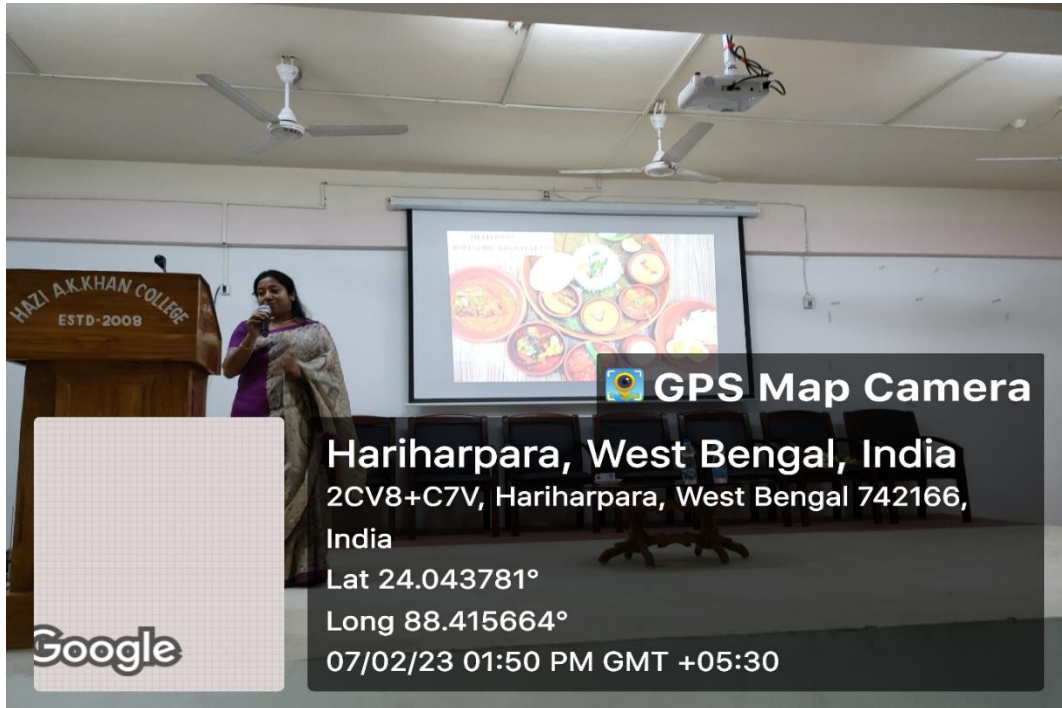 HAZI A.K.KHAN COLLEGE
ESTD-2008
GPS Map Camera
Hariharpara, West Bengal, India
2CV8+C7V, Hariharpara, West Bengal 742166,
India
Lat 24.043781°
Long 88.415664°
07/02/23 01:50 PM GMT +05:30
Google